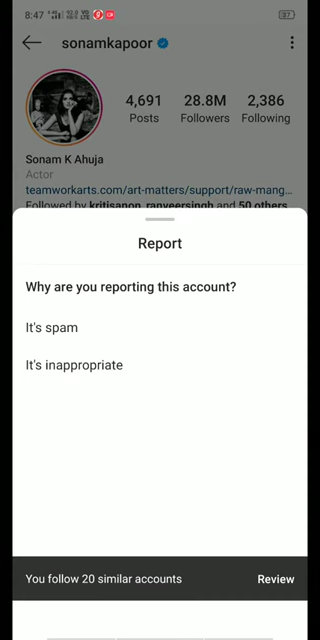 8:47
37
sonamkapoor
4,691 28.8M 2,386
Posts Followers Following
Sonam K Ahuja
Actor
teamworkarts.com/art-matters/support/raw-mang...
Followed by kritisanon, ranveersingh and 50 others
Report
Why are you reporting this account?
It's spam
It's inappropriate
You follow 20 similar accounts Review